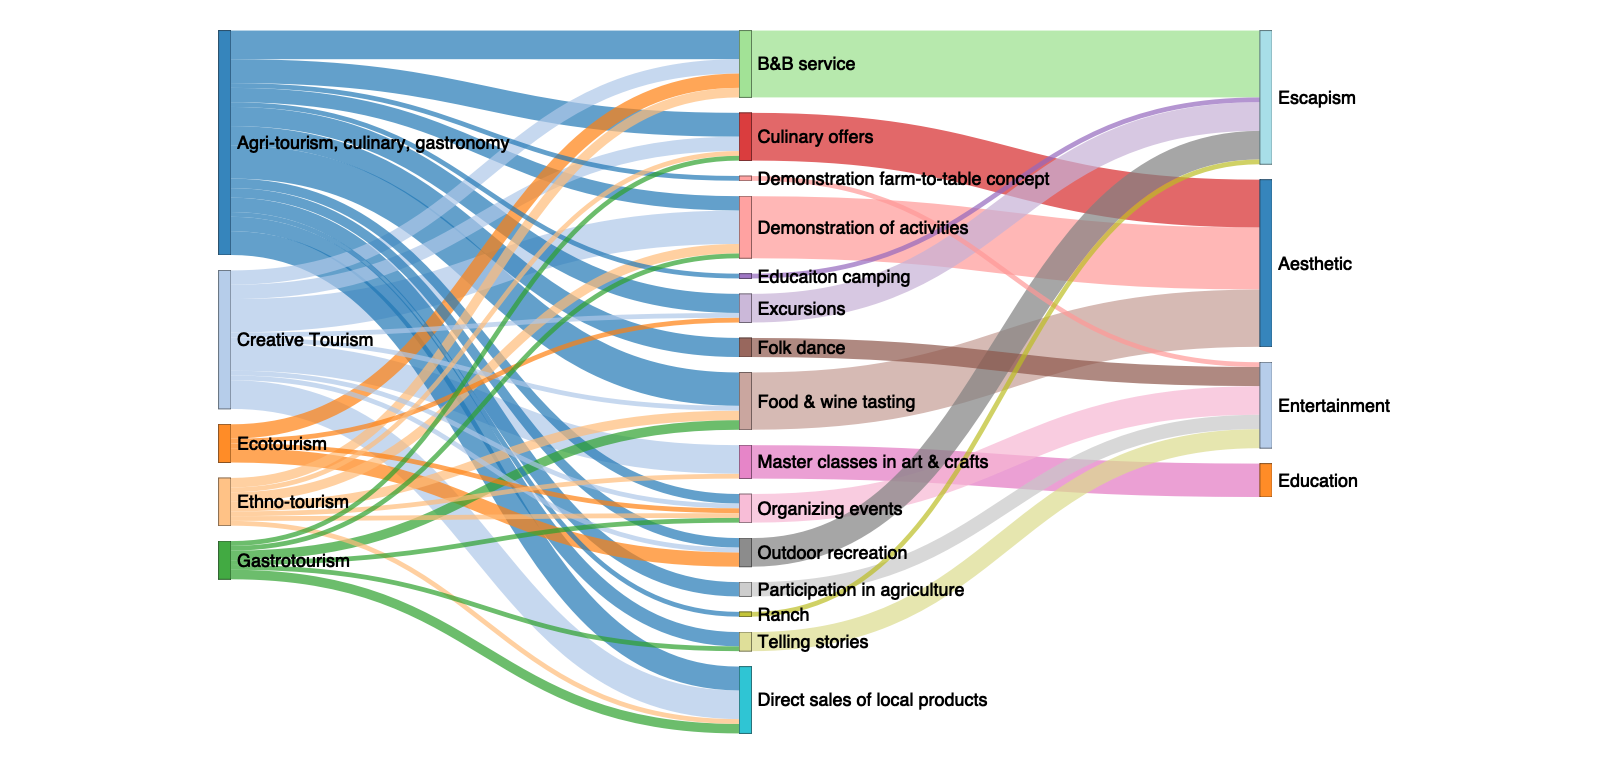 Agri-tourism, culinary, gastronomy
Creative Tourism
Ecotourism
Ethno-tourism
Gastrotourism
B&B service
Culinary offers
Demonstration farm-to-table concept
Demonstration of activities
Educaiton camping
Excursions
Folk dance
Food & wine tasting
Master classes in art & crafts
Organizing events
Outdoor recreation
Participation in agriculture
Ranch
Telling stories
Direct sales of local products
Escapism
Aesthetic
Entertainment
Education